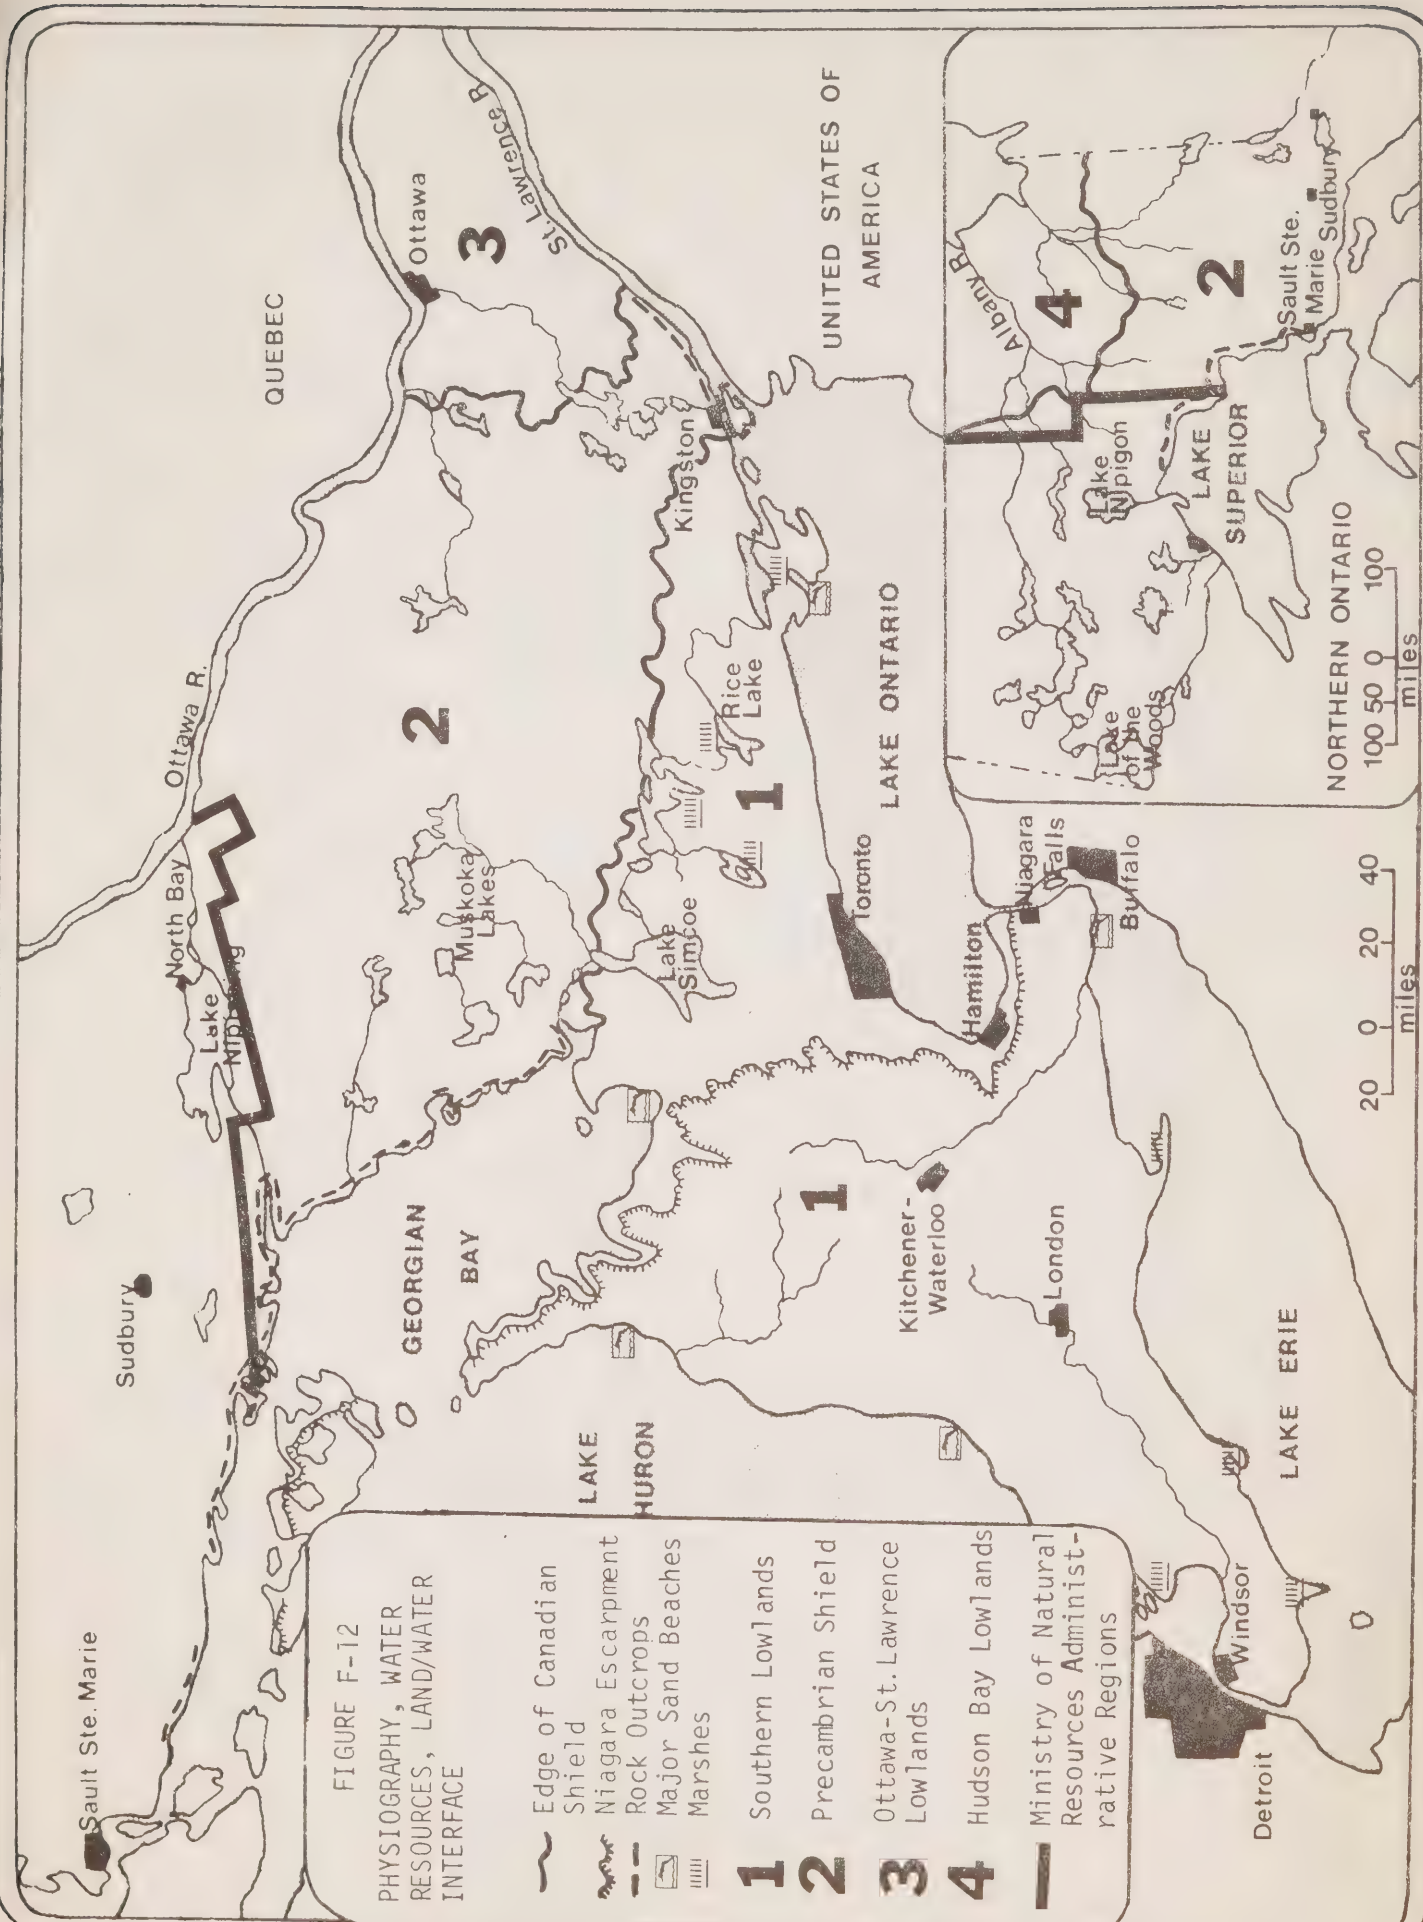 FIGURE F-12
PHYSIOGRAPHY, WATER
RESOURCES, LAND/WATER
INTERFACE
Edge of Canadian
Shield
Niagara Escarpment
Rock Outcrops
Major Sand Beaches
Marshes
1 Southern Lowlands
2 Precambrian Shield
3 Ottawa-St.Lawrence
Lowlands
4 Hudson Bay Lowlands
Ministry of Natural
Resources Administ-
rative Regions
Sault Ste. Marie
Sudbury
North Bay
Lake
Nipissing
Ottawa R.
QUEBEC
Ottawa
3
St. Lawrence R.
GEORGIAN
BAY
Muskoka
Lakes
2
LAKE
HURON
Lake
Simcoe
1
Rice
Lake
Kingston
UNITED STATES OF
AMERICA
Toronto
LAKE ONTARIO
1
Kitchener-
Waterloo
Hamilton
Niagara
Falls
Buffalo
London
LAKE ERIE
Windsor
Detroit
20 0 20 40
miles
Albany R.
4
2
Sault Ste.
Marie
Sudbury
Lake
Nipigon
LAKE
SUPERIOR
Lake
of the
Woods
NORTHERN ONTARIO
100 50 0 100
miles